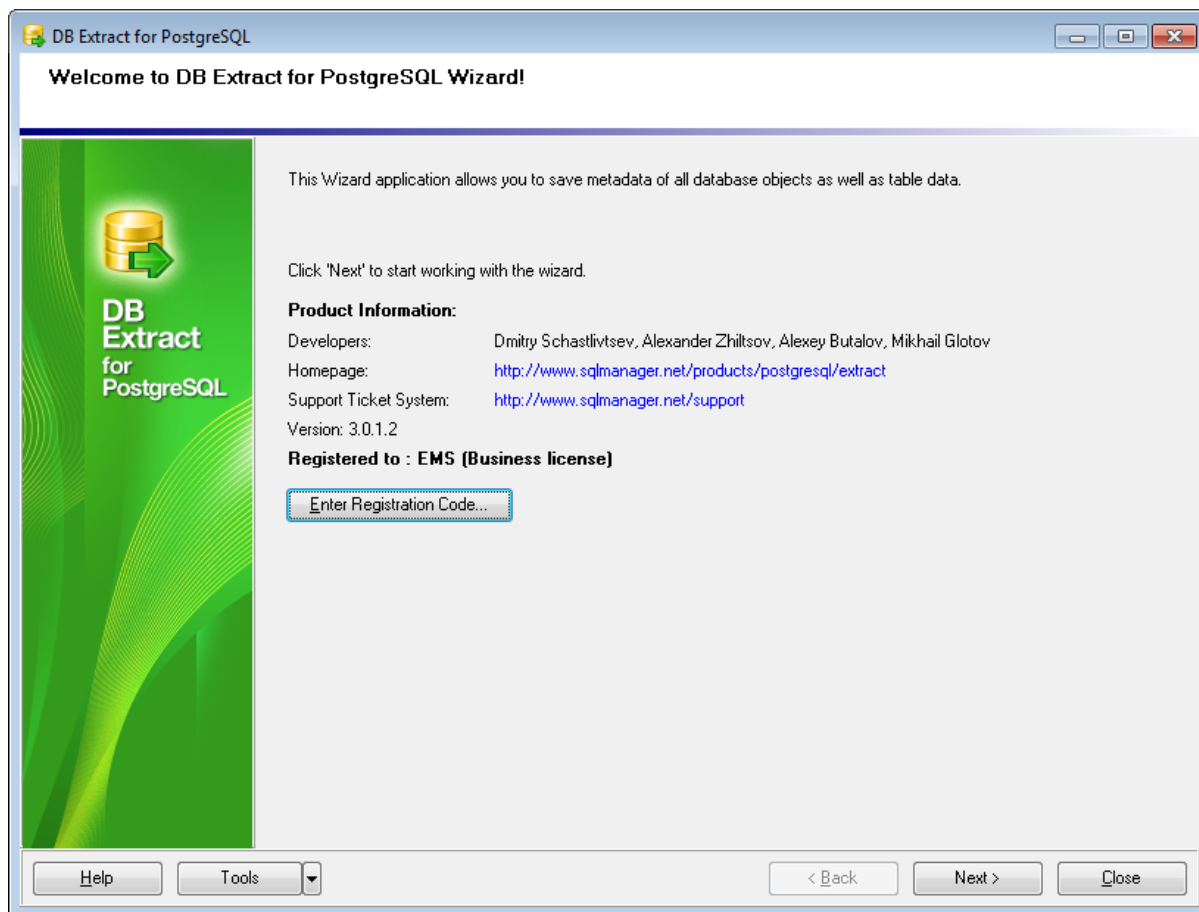 DB Extract for PostgreSQL
Welcome to DB Extract for PostgreSQL Wizard!
DB
Extract
for
PostgreSQL
This Wizard application allows you to save metadata of all database objects as well as table data.
Click 'Next' to start working with the wizard.
Product Information:
Developers: Dmitry Schastlivtsev, Alexander Zhiltsov, Alexey Butalov, Mikhail Glotov
Homepage: http://www.sqlmanager.net/products/postgresql/extract
Support Ticket System: http://www.sqlmanager.net/support
Version: 3.0.1.2
Registered to : EMS (Business license)
Enter Registration Code...
Help Tools < Back Next > Close